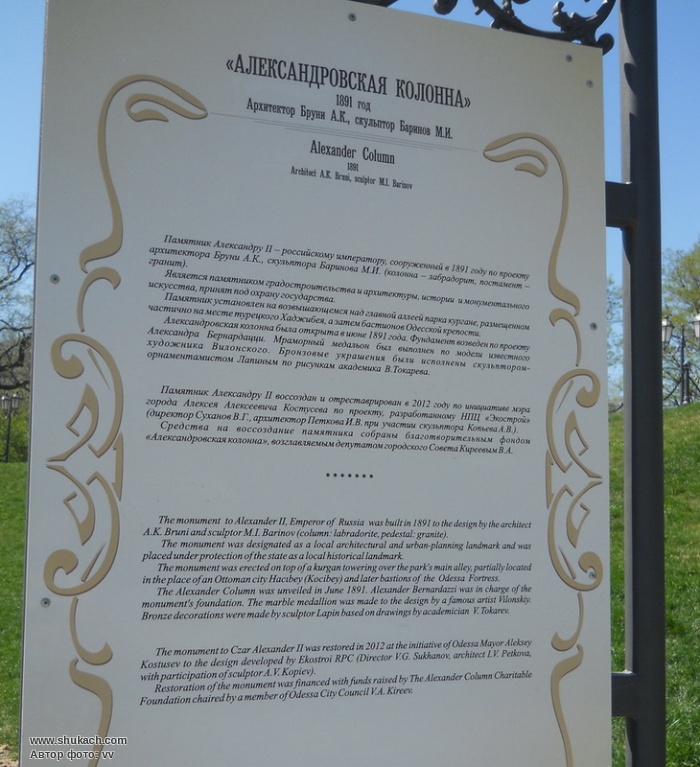 «АЛЕКСАНДРОВСКАЯ КОЛОННА»
1891 год
Архитектор Бруни А.К., скульптор Баринов М.И.
Alexander Column
1891
Architect A.K. Bruni, sculptor M.I. Barinov
Памятник Александру II – российскому императору, сооруженный в 1891 году по проекту
архитектора Бруни А.К., скульптора Баринова М.И. (колонна – лабрадорит, постамент –
гранит).
Является памятником градостроительства и архитектуры, истории и монументального
искусства, принят под охрану государства.
Памятник установлен на возвышающемся над главной аллеей парка кургане, размещенном
частично на месте турецкого Хаджибея, а затем бастионов Одесской крепости.
Александровская колонна была открыта в июне 1891 года. Фундамент возведен по проекту
Александра Бернардацци. Мраморный медальон был выполнен по модели известного
художника Вилонского. Бронзовые украшения были исполнены скульптором-
орнаментамистом Лапиным по рисункам академика В.Токарева.
Памятник Александру II воссоздан и отреставрирован в 2012 году по инициативе мэра
города Алексея Алексеевича Костусева по проекту, разработанному НПЦ «Экострой»
(директор Суханов В.Г., архитектор Петкова И.В. при участии скульптора Копьева А.В.).
Средства на воссоздание памятника собраны благотворительным фондом
«Александровская колонна», возглавляемым депутатом городского Совета Киреевым В.А.
•••••••
The monument to Alexander II, Emperor of Russia was built in 1891 to the design by the architect
A.K. Bruni and sculptor M.I. Barinov (column: labradorite, pedestal: granite).
The monument was designated as a local architectural and urban-planning landmark and was
placed under protection of the state as a local historical landmark.
The monument was erected on top of a kurgan towering over the park's main alley, partially located
in the place of an Ottoman city Hacıbey (Kocibey) and later bastions of the Odessa Fortress.
The Alexander Column was unveiled in June 1891. Alexander Bernardazzi was in charge of the
monument's foundation. The marble medallion was made to the design by a famous artist Vilonskiy.
Bronze decorations were made by sculptor Lapin based on drawings by academician V. Tokarev.
The monument to Czar Alexander II was restored in 2012 at the initiative of Odessa Mayor Aleksey
Kostusev to the design developed by Ekostroi RPC (Director V.G. Sukhanov, architect I.V. Petkova,
with participation of sculptor A.V. Kopiev).
Restoration of the monument was financed with funds raised by The Alexander Column Charitable
Foundation chaired by a member of Odessa City Council V.A. Kireev.
www.shukach.com
Автор фото: vv